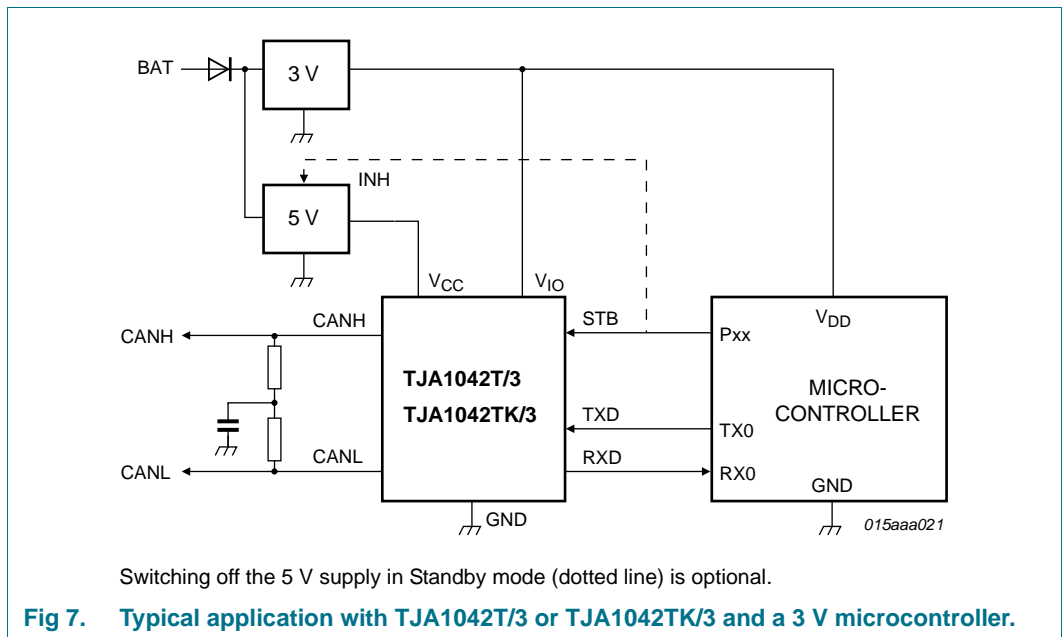 BAT
3 V
INH
5 V
VCC
VIO
CANH
CANH
STB
Pxx
VDD
TJA1042T/3
TJA1042TK/3
MICRO-
CONTROLLER
TXD
TX0
CANL
CANL
RXD
RX0
GND
GND
015aaa021
Switching off the 5 V supply in Standby mode (dotted line) is optional.
Fig 7. Typical application with TJA1042T/3 or TJA1042TK/3 and a 3 V microcontroller.